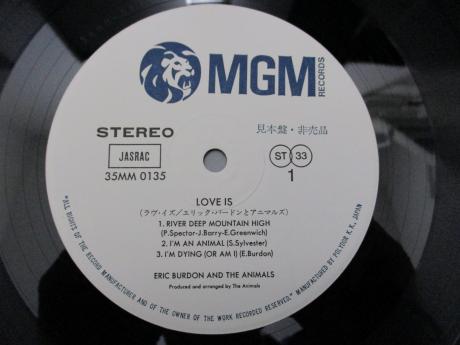 MGM
RECORDS
STEREO
見本盤・非売品
JASRAC
ST 33
35MM 0135
1
LOVE IS
(ラヴ・イズ/エリック・バードンとアニマルズ)
1. RIVER DEEP MOUNTAIN HIGH
(P.Spector-J.Barry-E.Greenwich)
2. I'M AN ANIMAL (S.Sylvester)
3. I'M DYING (OR AM I) (E.Burdon)
ERIC BURDON AND THE ANIMALS
Produced and arranged by The Animals
"ALL RIGHTS OF THE RECORD MANUFACTURER AND OF THE OWNER OF THE WORK RECORDED RESERVED." MANUFACTURED BY POLYDOR K.K. JAPAN